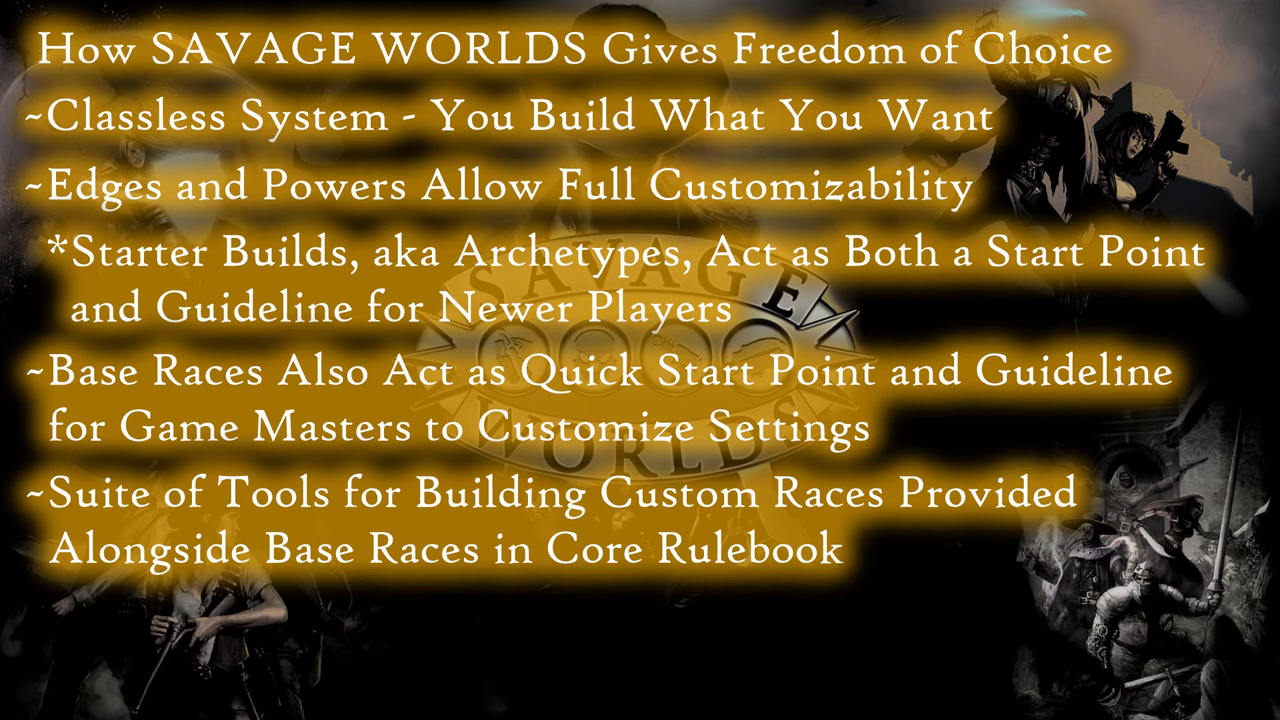 How SAVAGE WORLDS Gives Freedom of Choice
~Classless System - You Build What You Want
~Edges and Powers Allow Full Customizability
*Starter Builds, aka Archetypes, Act as Both a Start Point
and Guideline for Newer Players
SAVAGE
~Base Races Also Act as Quick Start Point and Guideline
for Game Masters to Customize Settings
WORLDS
~Suite of Tools for Building Custom Races Provided
Alongside Base Races in Core Rulebook